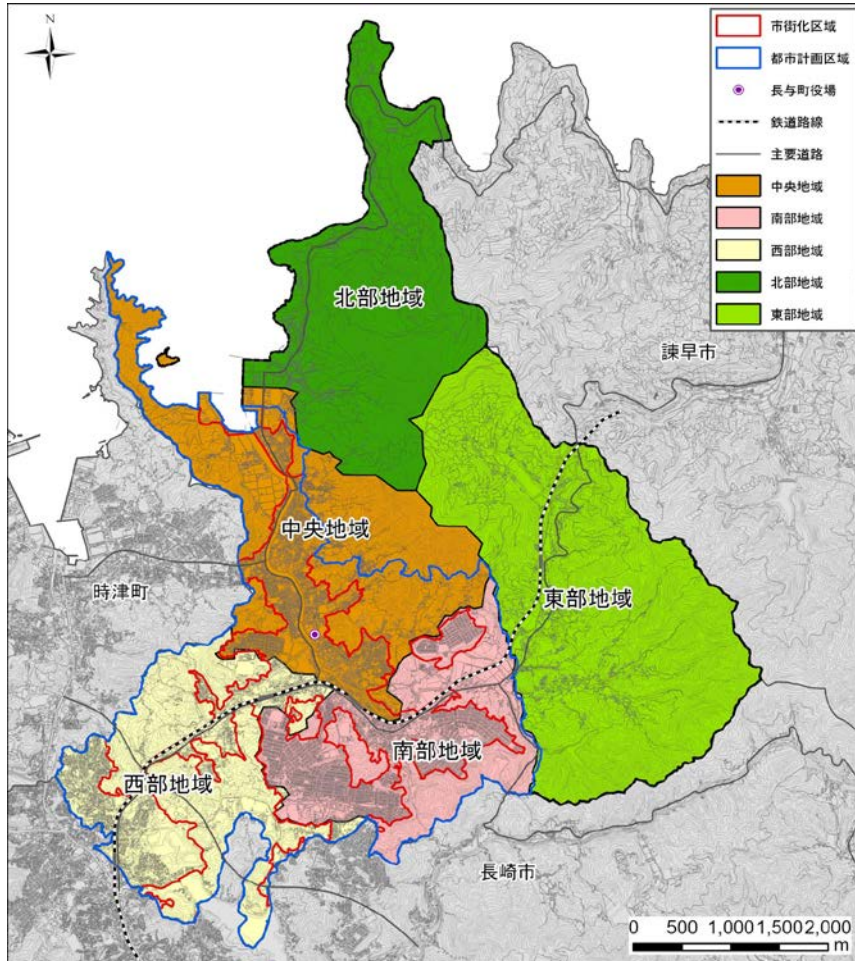 N
市街化区域
都市計画区域
長与町役場
鉄道路線
主要道路
中央地域
南部地域
西部地域
北部地域
東部地域
北部地域
諫早市
中央地域
時津町
東部地域
南部地域
西部地域
長崎市
0 500 1,000 1,500 2,000
m